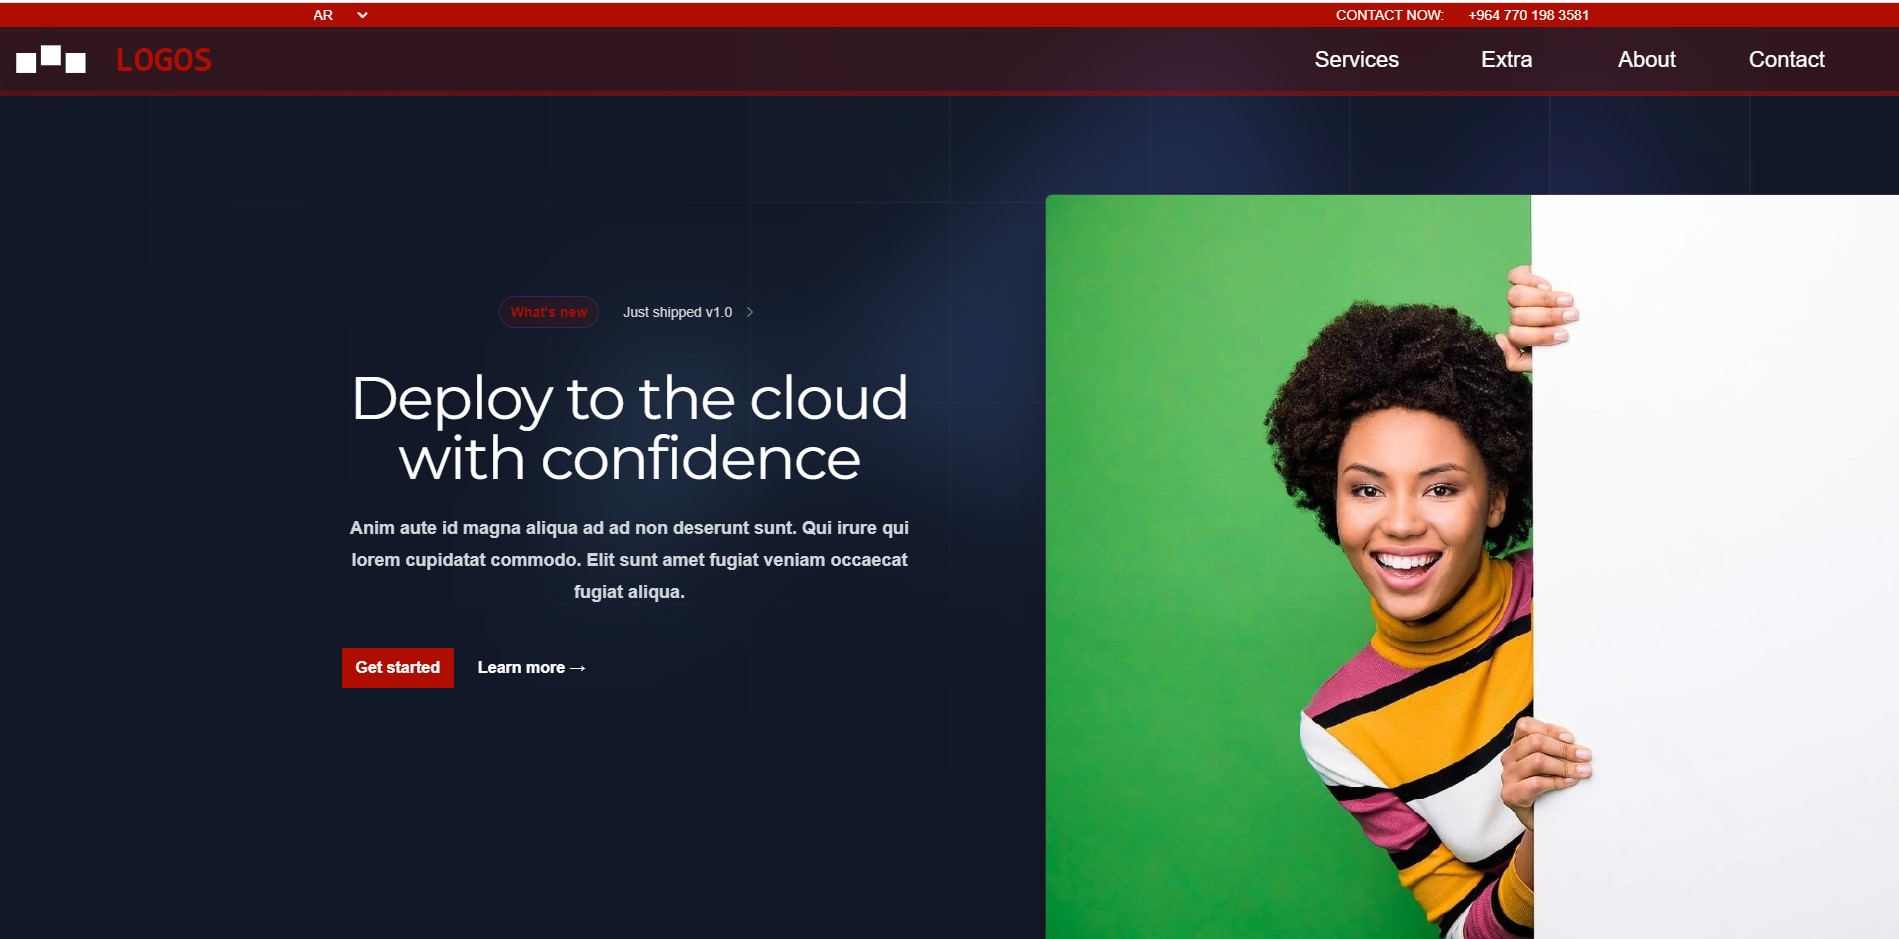 AR
CONTACT NOW: +964 770 198 3581
LOGOS
Services Extra About Contact
What's new Just shipped v1.0
Deploy to the cloud
with confidence
Anim aute id magna aliqua ad ad non deserunt sunt. Qui irure qui
lorem cupidatat commodo. Elit sunt amet fugiat veniam occaecat
fugiat aliqua.
Get started Learn more →